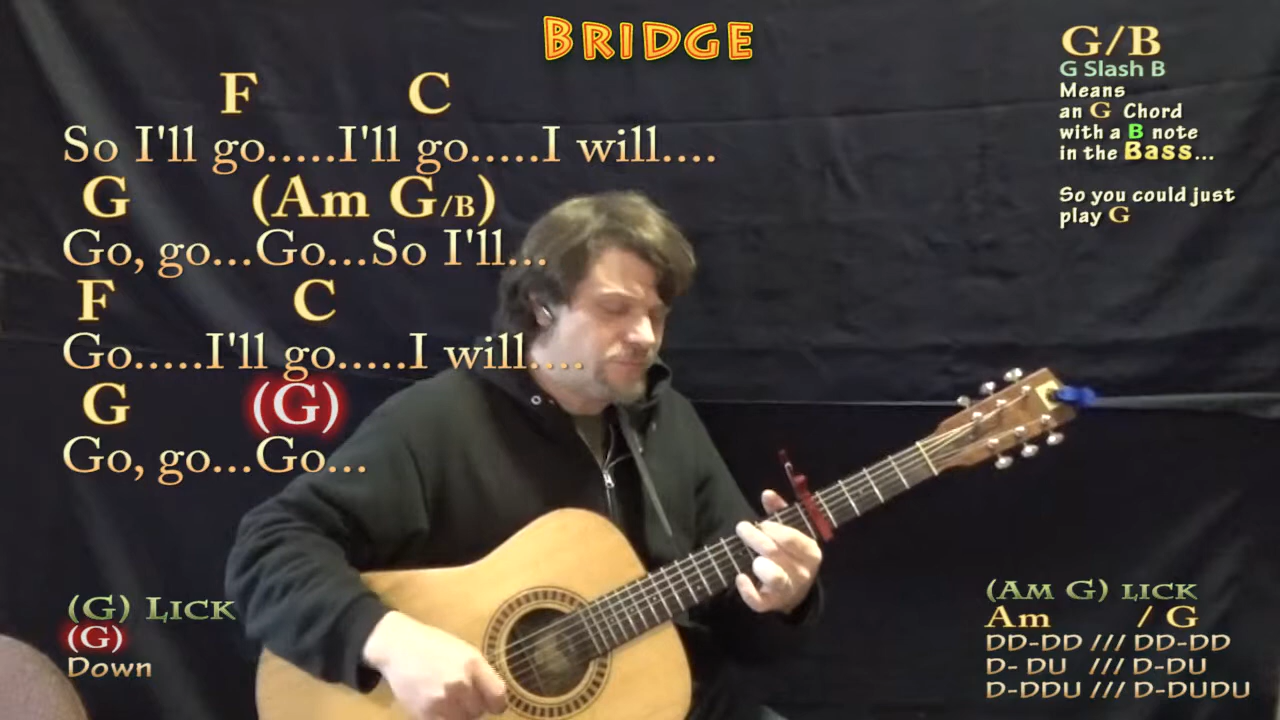 BRIDGE
F C
So I'll go.....I'll go.....I will....
G (Am G/B)
Go, go...Go...So I'll...
F C
Go.....I'll go.....I will....
G (G)
Go, go...Go...
G/B
G Slash B
Means
an G Chord
with a B note
in the Bass...
So you could just
play G
(G) Lick
(G)
Down
(Am G) lick
Am / G
DD-DD /// DD-DD
D- DU /// D-DU
D-DDU /// D-DUDU